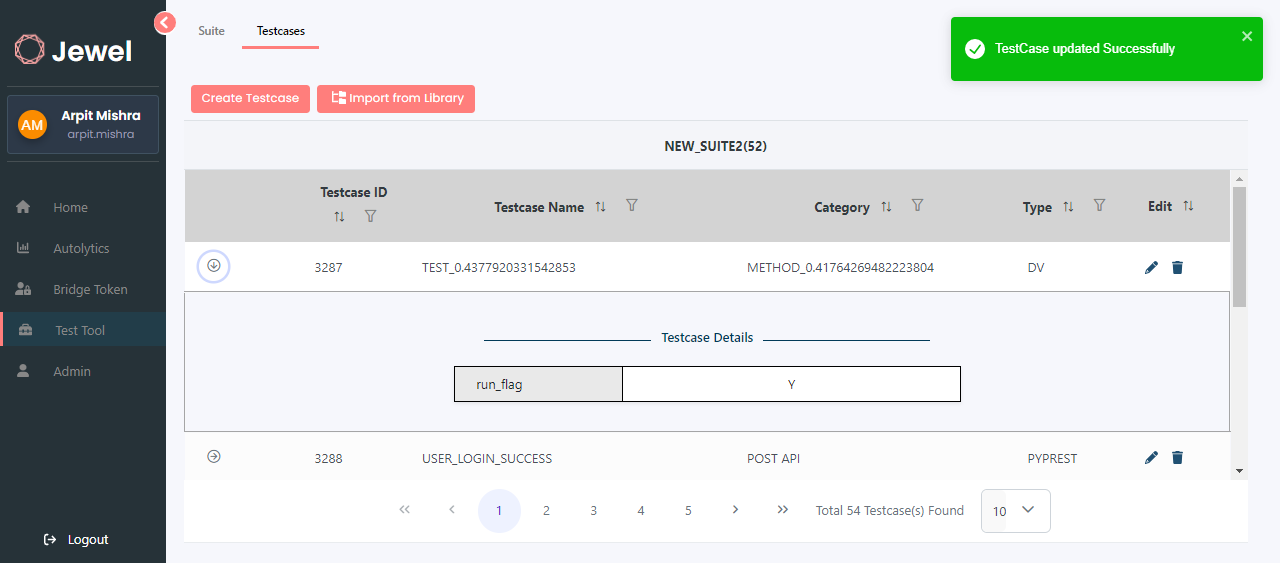 Jewel
AM
Arpit Mishra
arpit.mishra
Home
Autolytics
Bridge Token
Test Tool
Admin
Logout
Suite
Testcases
TestCase updated Successfully
Create Testcase
Import from Library
NEW_SUITE2(52)
Testcase ID
Testcase Name
Category
Type
Edit
3287 TEST_0.4377920331542853 METHOD_0.41764269482223804 DV
Testcase Details
run_flag Y
3288 USER_LOGIN_SUCCESS POST API PYPREST
1 2 3 4 5 Total 54 Testcase(s) Found 10